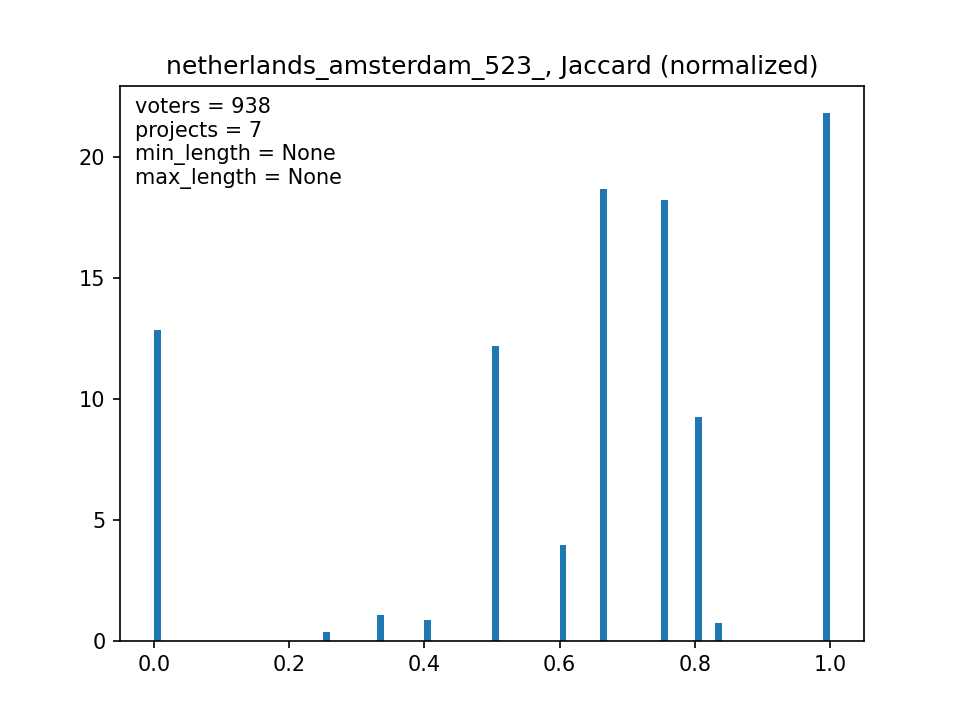 netherlands_amsterdam_523_, Jaccard (normalized)
voters = 938
projects = 7
min_length = None
max_length = None
20
15
10
5
0
0.0 0.2 0.4 0.6 0.8 1.0